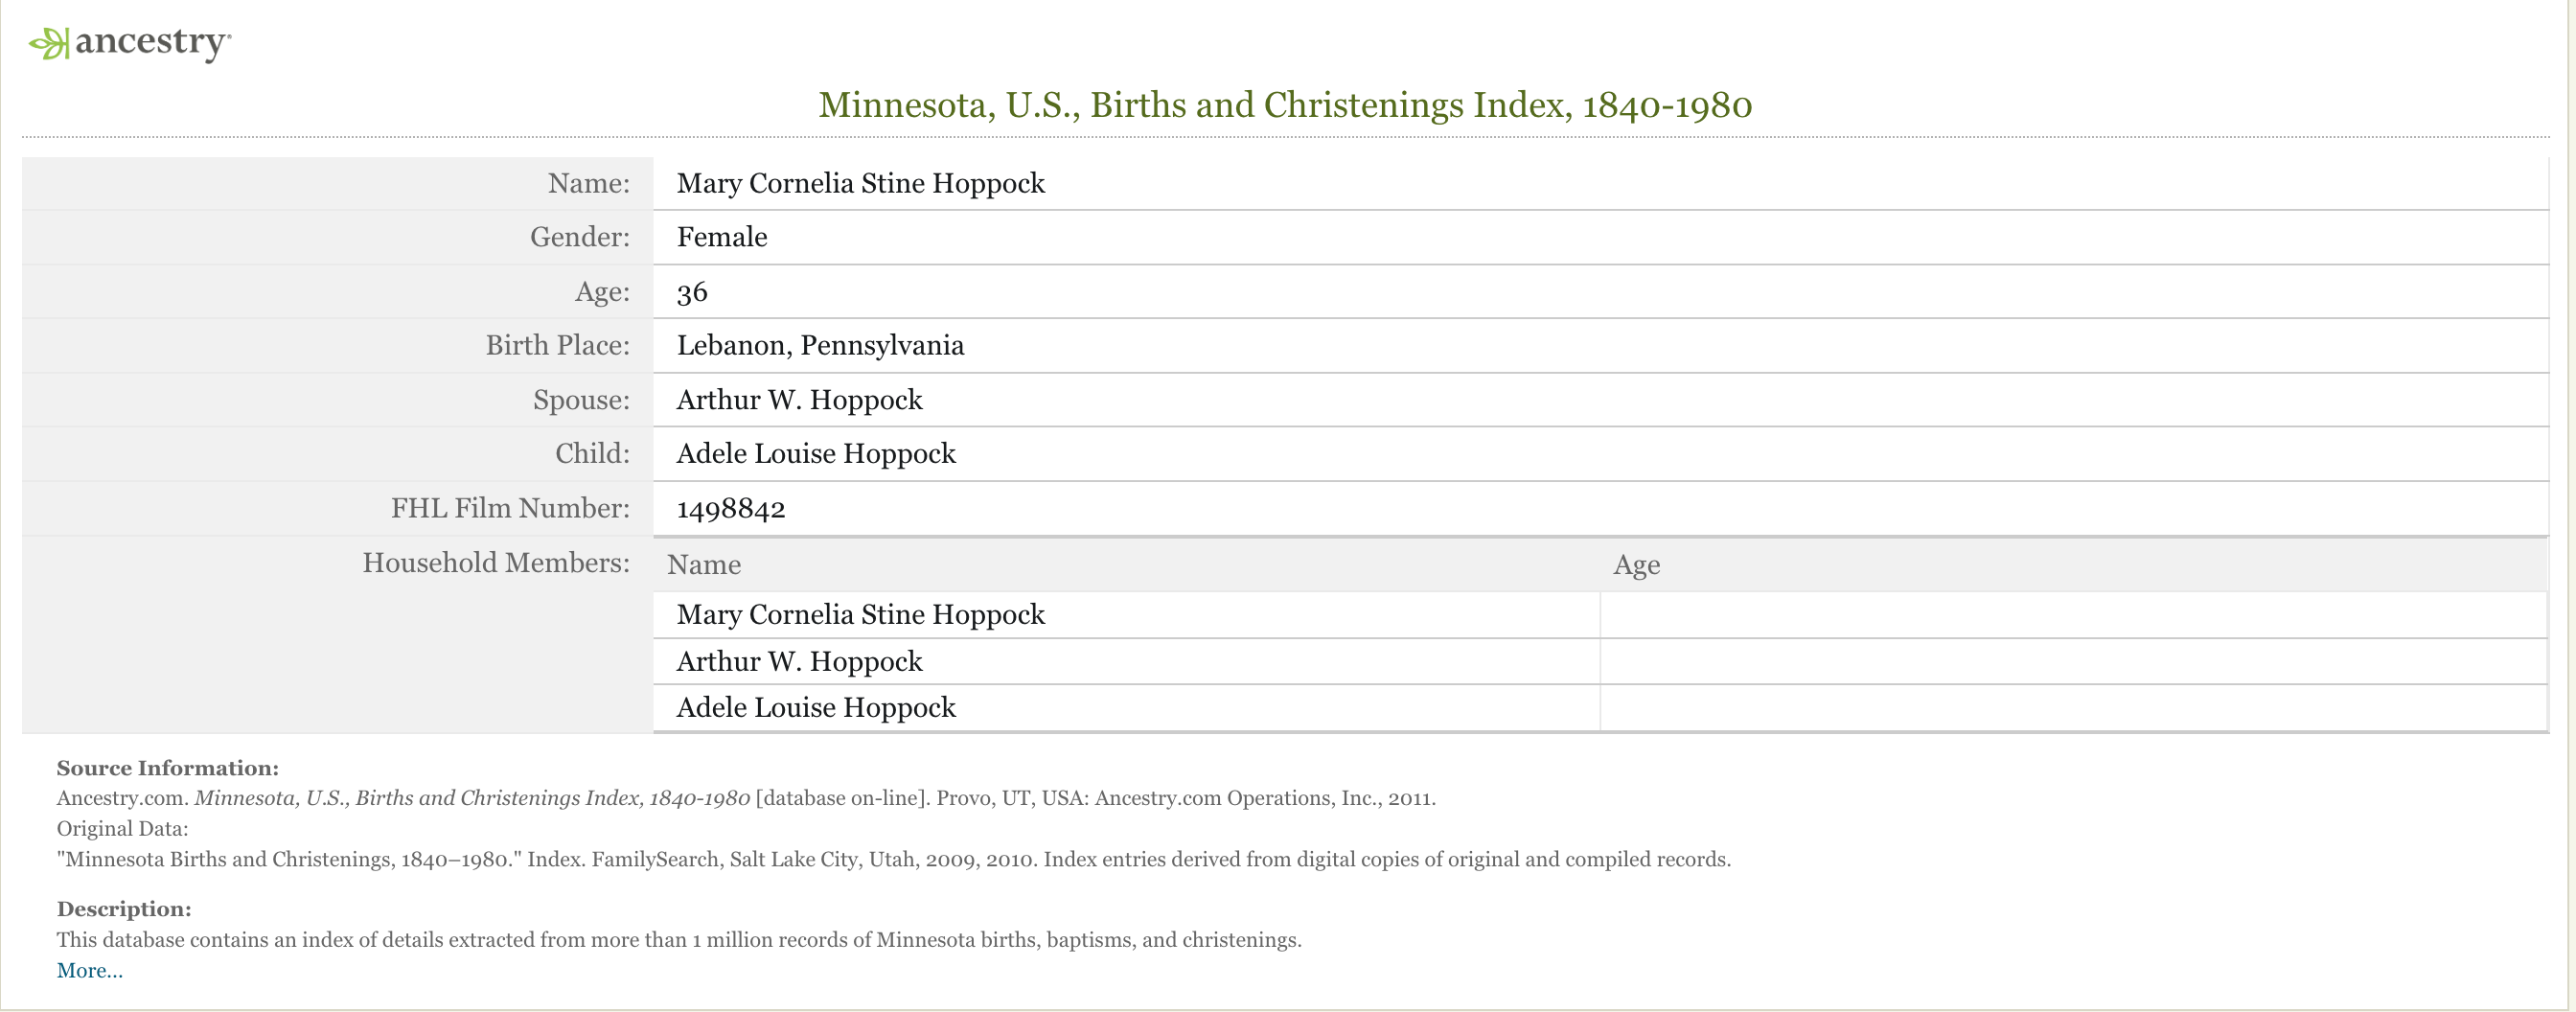 ancestry
Minnesota, U.S., Births and Christenings Index, 1840-1980
Name: Mary Cornelia Stine Hoppock
Gender: Female
Age: 36
Birth Place: Lebanon, Pennsylvania
Spouse: Arthur W. Hoppock
Child: Adele Louise Hoppock
FHL Film Number: 1498842
Household Members: Name Age
Mary Cornelia Stine Hoppock
Arthur W. Hoppock
Adele Louise Hoppock
Source Information:
Ancestry.com. Minnesota, U.S., Births and Christenings Index, 1840-1980 [database on-line]. Provo, UT, USA: Ancestry.com Operations, Inc., 2011.
Original Data:
"Minnesota Births and Christenings, 1840–1980." Index. FamilySearch, Salt Lake City, Utah, 2009, 2010. Index entries derived from digital copies of original and compiled records.
Description:
This database contains an index of details extracted from more than 1 million records of Minnesota births, baptisms, and christenings.
More...